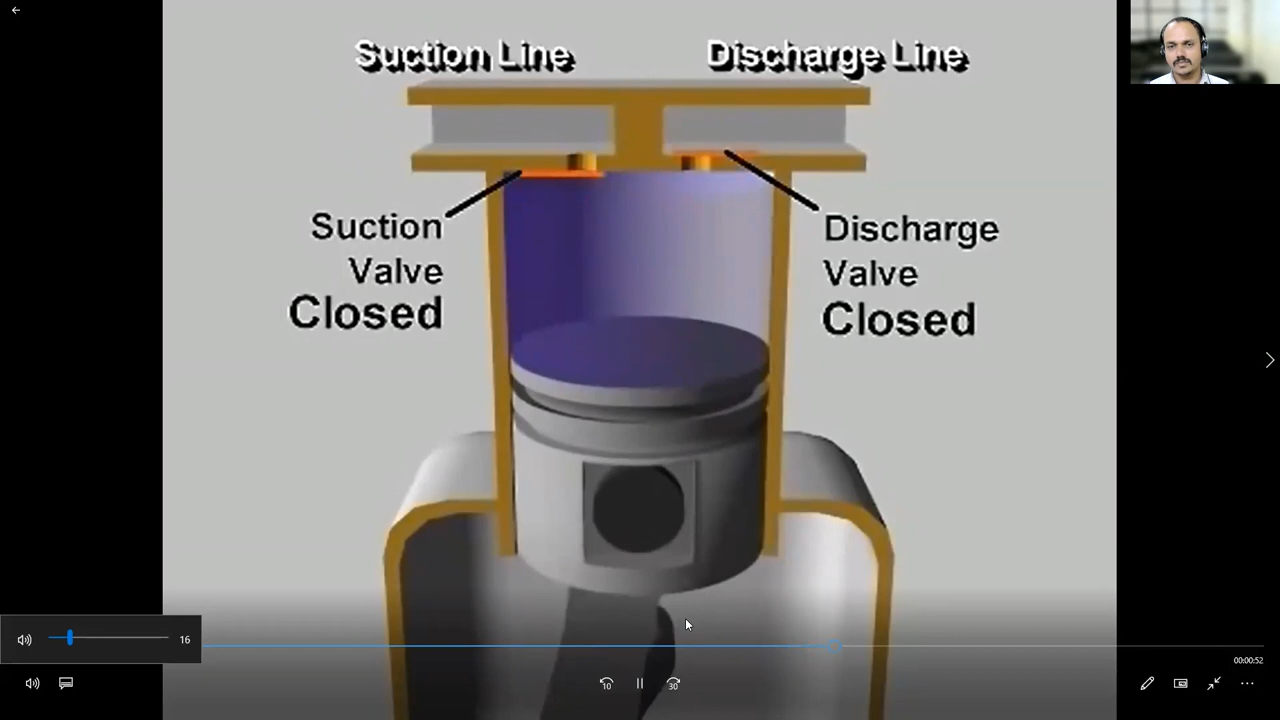 Suction Line
Discharge Line
Suction
Valve
Closed
Discharge
Valve
Closed
16
00:00:52
10
30